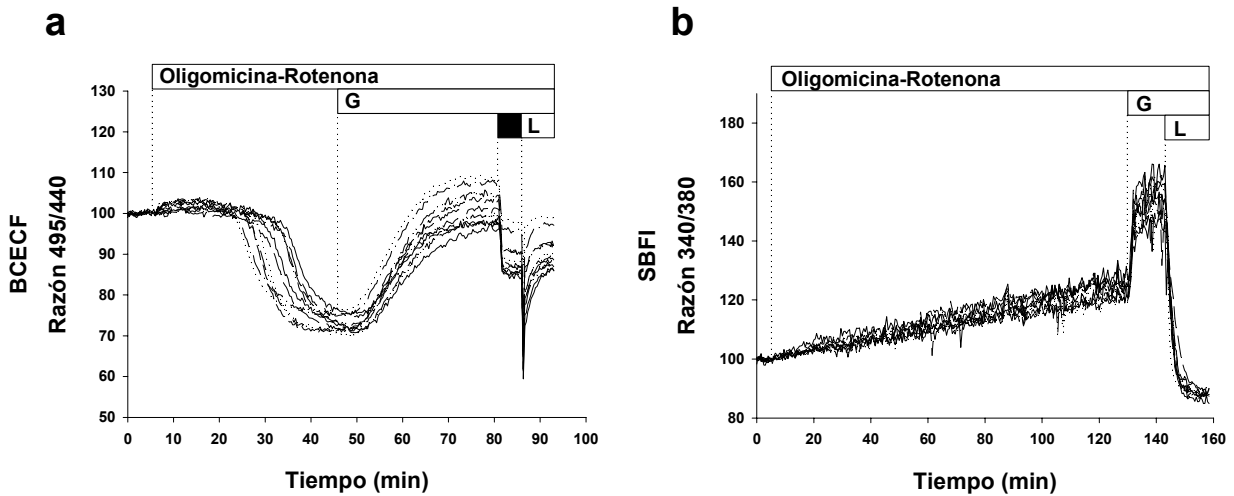 a
Oligomicina-Rotenona
G
L
130
120
110
100
90
80
70
60
50
BCECF
Razón 495/440
0 10 20 30 40 50 60 70 80 90 100
Tiempo (min)
b
Oligomicina-Rotenona
G
L
180
160
140
120
100
80
SBFI
Razón 340/380
0 20 40 60 80 100 120 140 160
Tiempo (min)